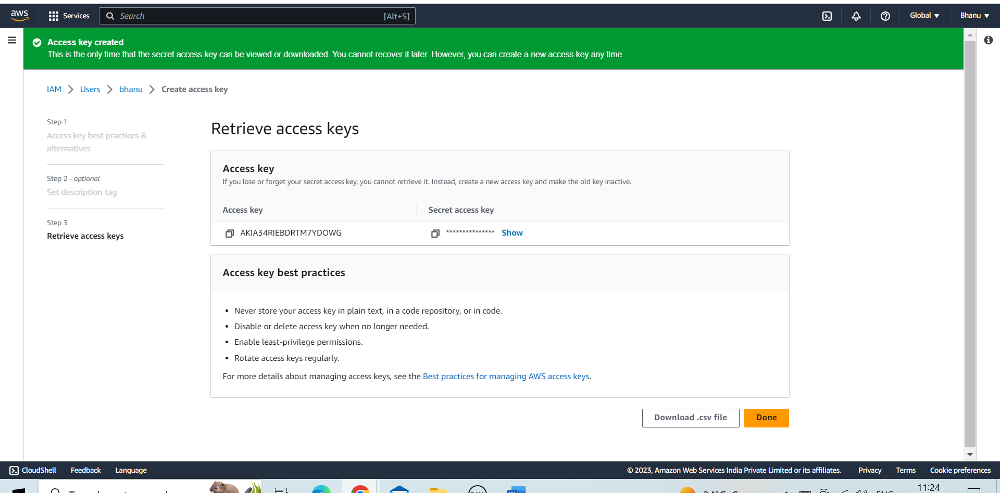 aws
Services
Search
[Alt+S]
Global
Bhanu
Access key created
This is the only time that the secret access key can be viewed or downloaded. You cannot recover it later. However, you can create a new access key any time.
IAM
Users
bhanu
Create access key
Step 1
Access key best practices &
alternatives
Step 2 - optional
Set description tag
Step 3
Retrieve access keys
Retrieve access keys
Access key
If you lose or forget your secret access key, you cannot retrieve it. Instead, create a new access key and make the old key inactive.
Access key
Secret access key
AKIA34RIEBDRTM7YDOWG
*************** Show
Access key best practices
• Never store your access key in plain text, in a code repository, or in code.
• Disable or delete access key when no longer needed.
• Enable least-privilege permissions.
• Rotate access keys regularly.
For more details about managing access keys, see the Best practices for managing AWS access keys.
Download .csv file
Done
CloudShell
Feedback
Language
© 2023, Amazon Web Services India Private Limited or its affiliates.
Privacy
Terms
Cookie preferences
11:24